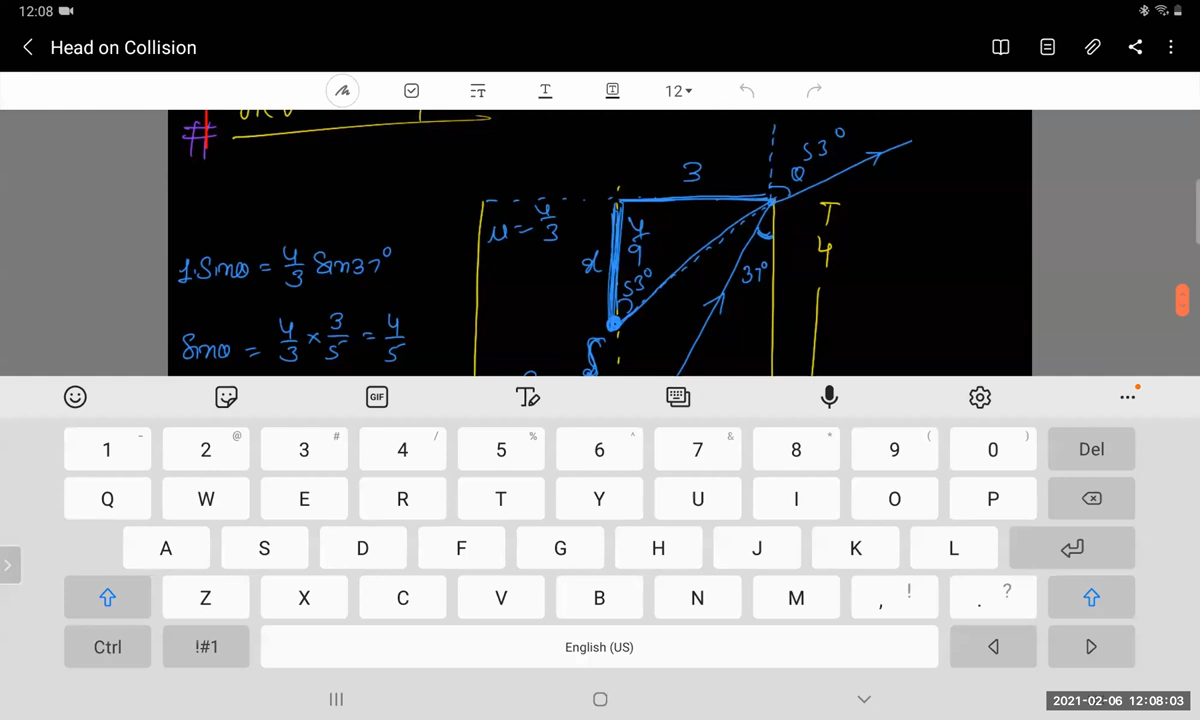 12:08
Head on Collision
12
#
3
53°
θ
μ = 4/3
4/9
x
53°
37°
T
4
1·Sinθ = 4/3 Sin37°
Sinθ = 4/3 × 3/5 = 4/5
GIF
1 - 2 @ 3 # 4 / 5 % 6 ^ 7 & 8 * 9 ( 0 ) Del
Q W E R T Y U I O P
A S D F G H J K L
Z X C V B N M , ! . ?
Ctrl !#1 English (US)
2021-02-06 12:08:03